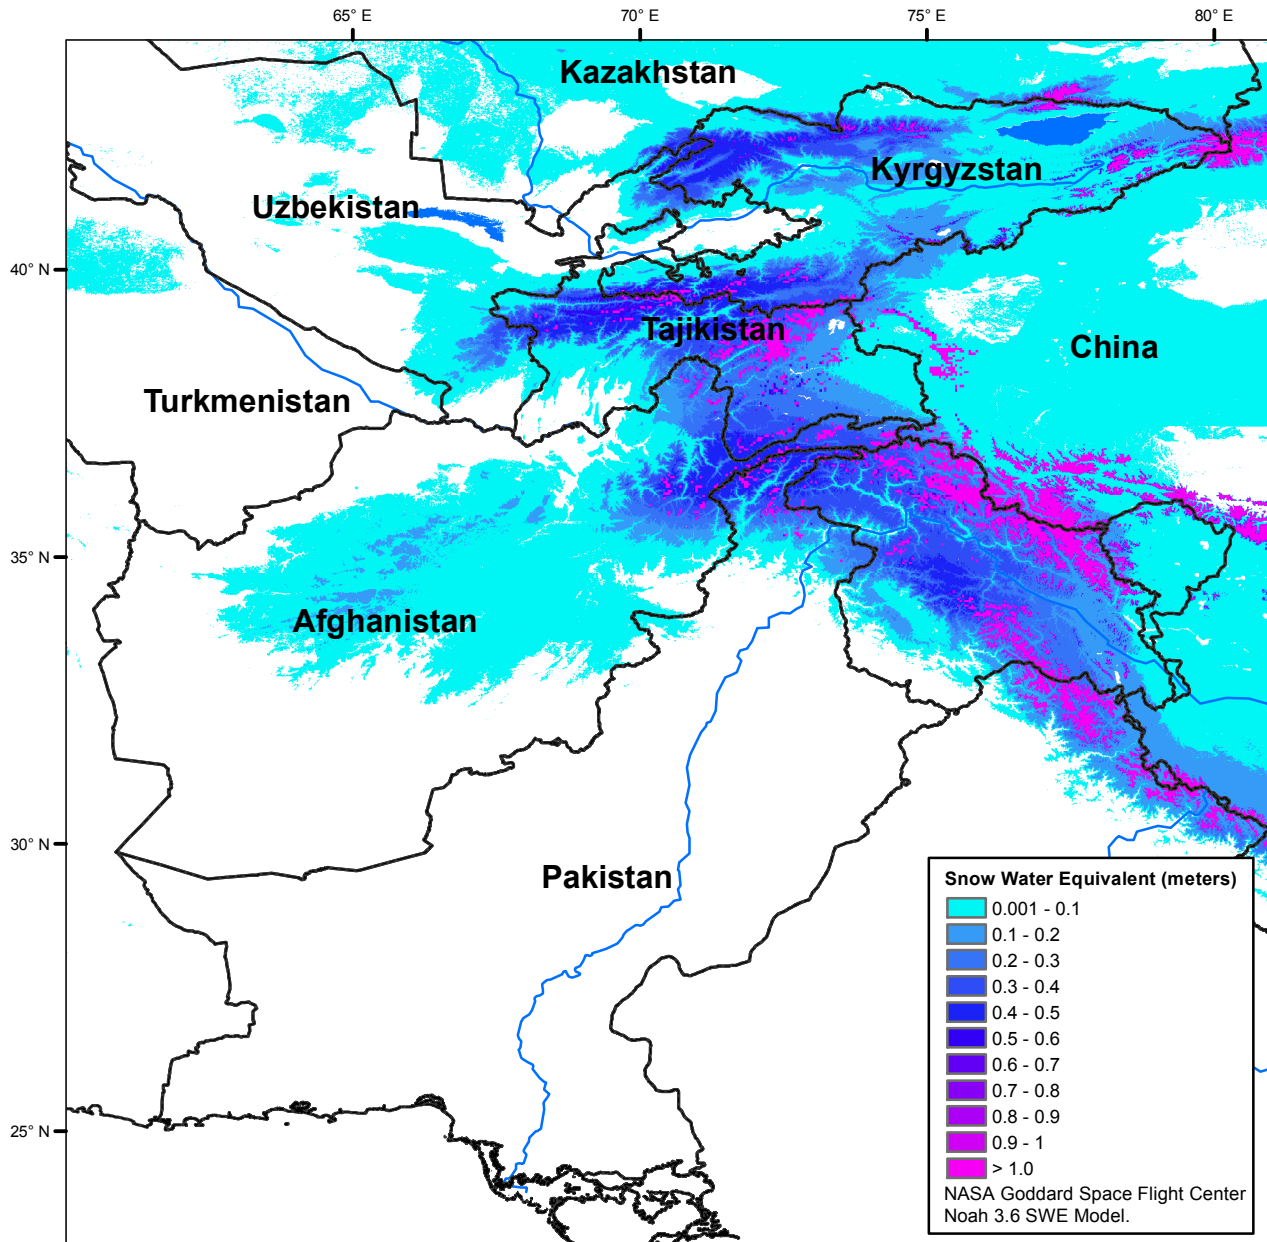 65° E
70° E
75° E
80° E
Kazakhstan
Kyrgyzstan
Uzbekistan
40° N
Tajikistan
China
Turkmenistan
35° N
Afghanistan
30° N
Pakistan
25° N
Snow Water Equivalent (meters)
0.001 - 0.1
0.1 - 0.2
0.2 - 0.3
0.3 - 0.4
0.4 - 0.5
0.5 - 0.6
0.6 - 0.7
0.7 - 0.8
0.8 - 0.9
0.9 - 1
> 1.0
NASA Goddard Space Flight Center
Noah 3.6 SWE Model.